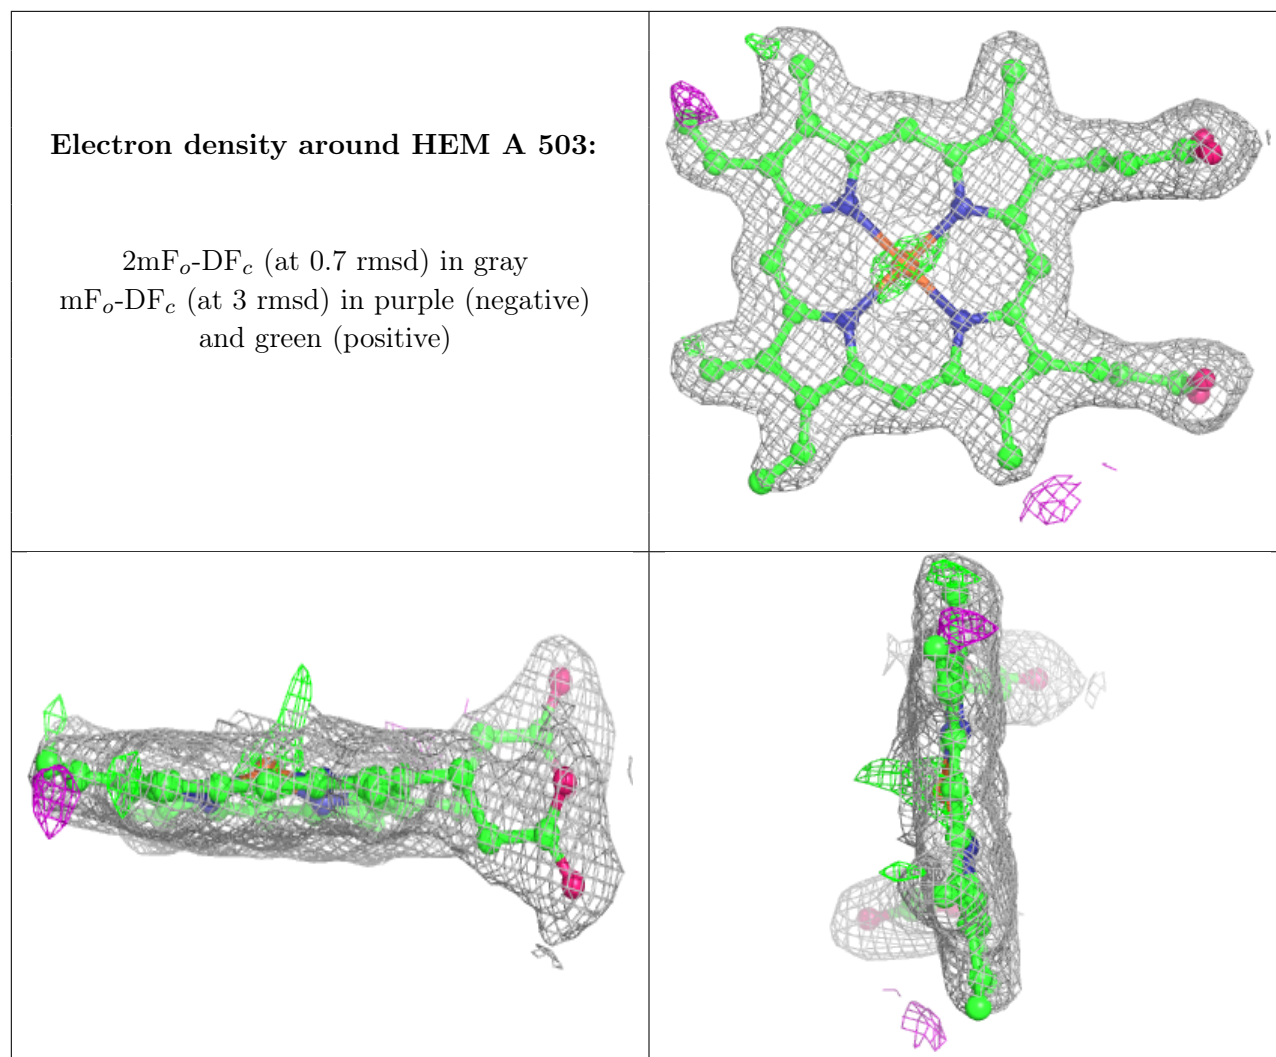 Electron density around HEM A 503:
2mFo-DFc (at 0.7 rmsd) in gray
mFo-DFc (at 3 rmsd) in purple (negative)
and green (positive)